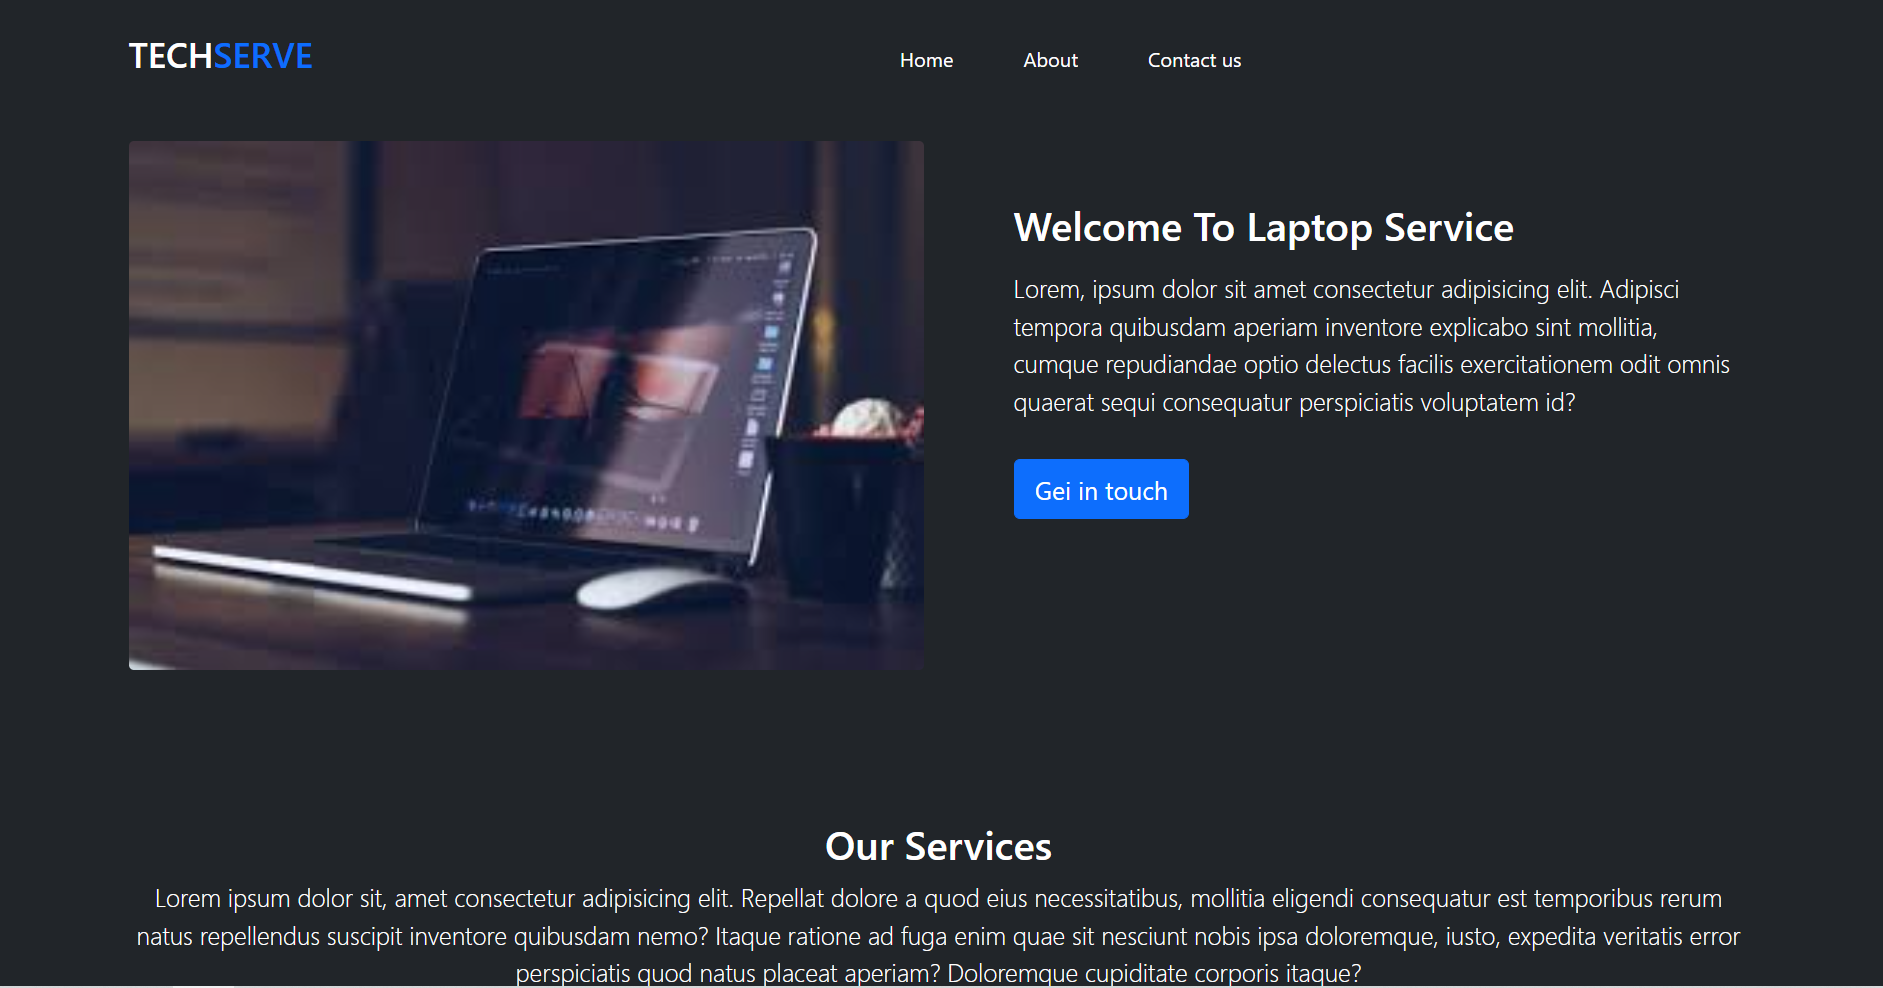 TECHSERVE
Home About Contact us
Welcome To Laptop Service
Lorem, ipsum dolor sit amet consectetur adipisicing elit. Adipisci
tempora quibusdam aperiam inventore explicabo sint mollitia,
cumque repudiandae optio delectus facilis exercitationem odit omnis
quaerat sequi consequatur perspiciatis voluptatem id?
Gei in touch
Our Services
Lorem ipsum dolor sit, amet consectetur adipisicing elit. Repellat dolore a quod eius necessitatibus, mollitia eligendi consequatur est temporibus rerum
natus repellendus suscipit inventore quibusdam nemo? Itaque ratione ad fuga enim quae sit nesciunt nobis ipsa doloremque, iusto, expedita veritatis error
perspiciatis quod natus placeat aperiam? Doloremque cupiditate corporis itaque?